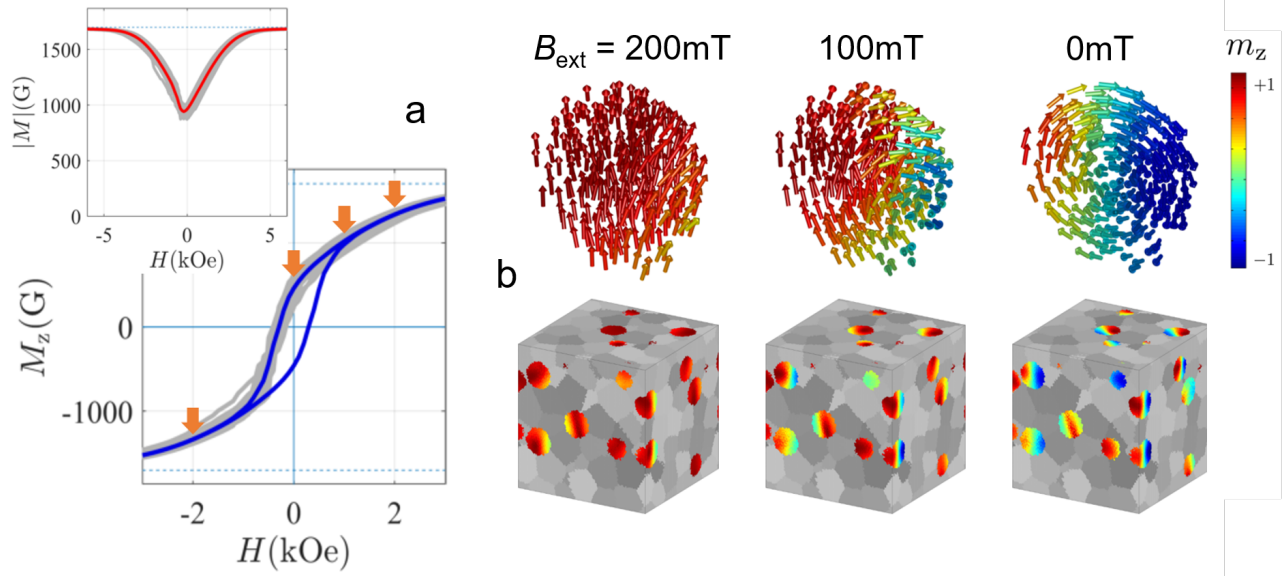 1500
1000
500
0
|M|(G)
-5
0
5
H(kOe)
a
0
-1000
M_z(G)
-2
0
2
H(kOe)
B_ext = 200mT
100mT
0mT
m_z
+1
-1
b